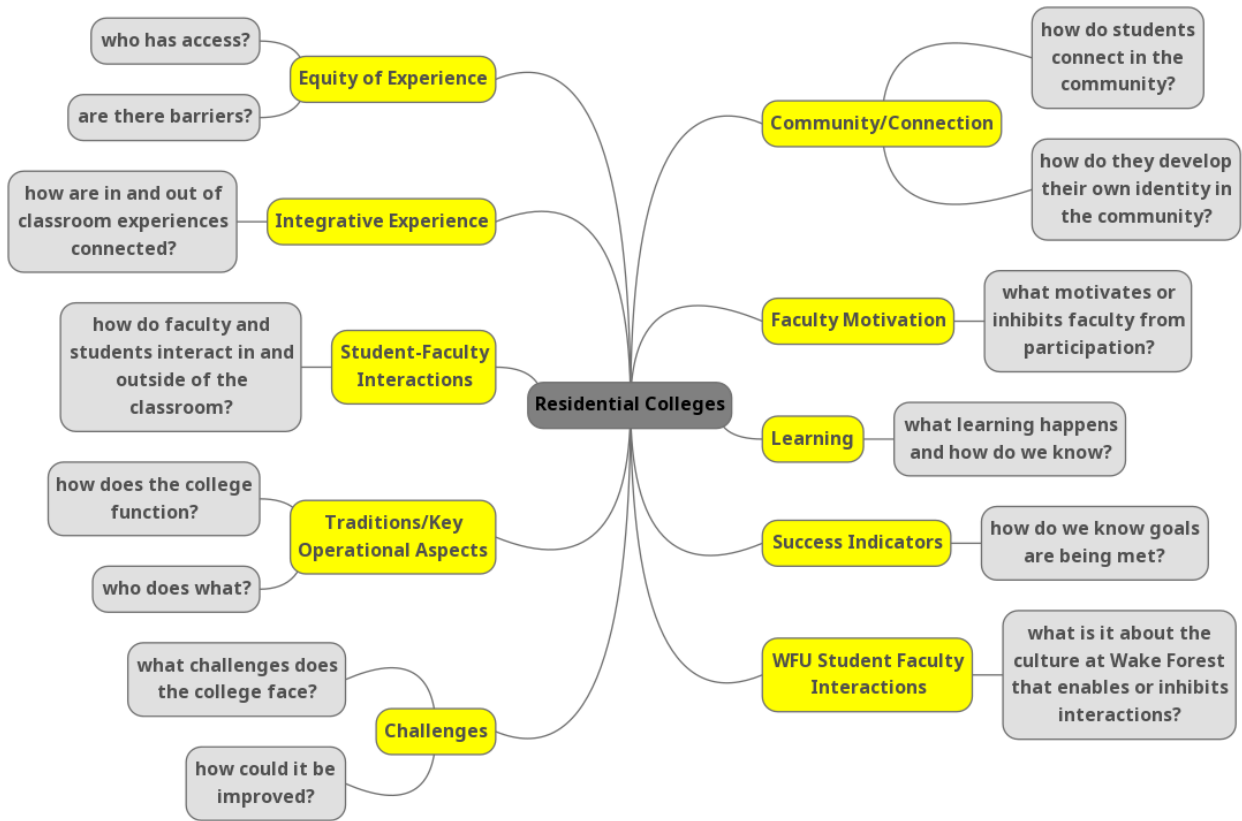 Residential Colleges
Equity of Experience
who has access?
are there barriers?
Integrative Experience
how are in and out of
classroom experiences
connected?
Student-Faculty
Interactions
how do faculty and
students interact in and
outside of the
classroom?
Traditions/Key
Operational Aspects
how does the college
function?
who does what?
Challenges
what challenges does
the college face?
how could it be
improved?
Community/Connection
how do students
connect in the
community?
how do they develop
their own identity in
the community?
Faculty Motivation
what motivates or
inhibits faculty from
participation?
Learning
what learning happens
and how do we know?
Success Indicators
how do we know goals
are being met?
WFU Student Faculty
Interactions
what is it about the
culture at Wake Forest
that enables or inhibits
interactions?